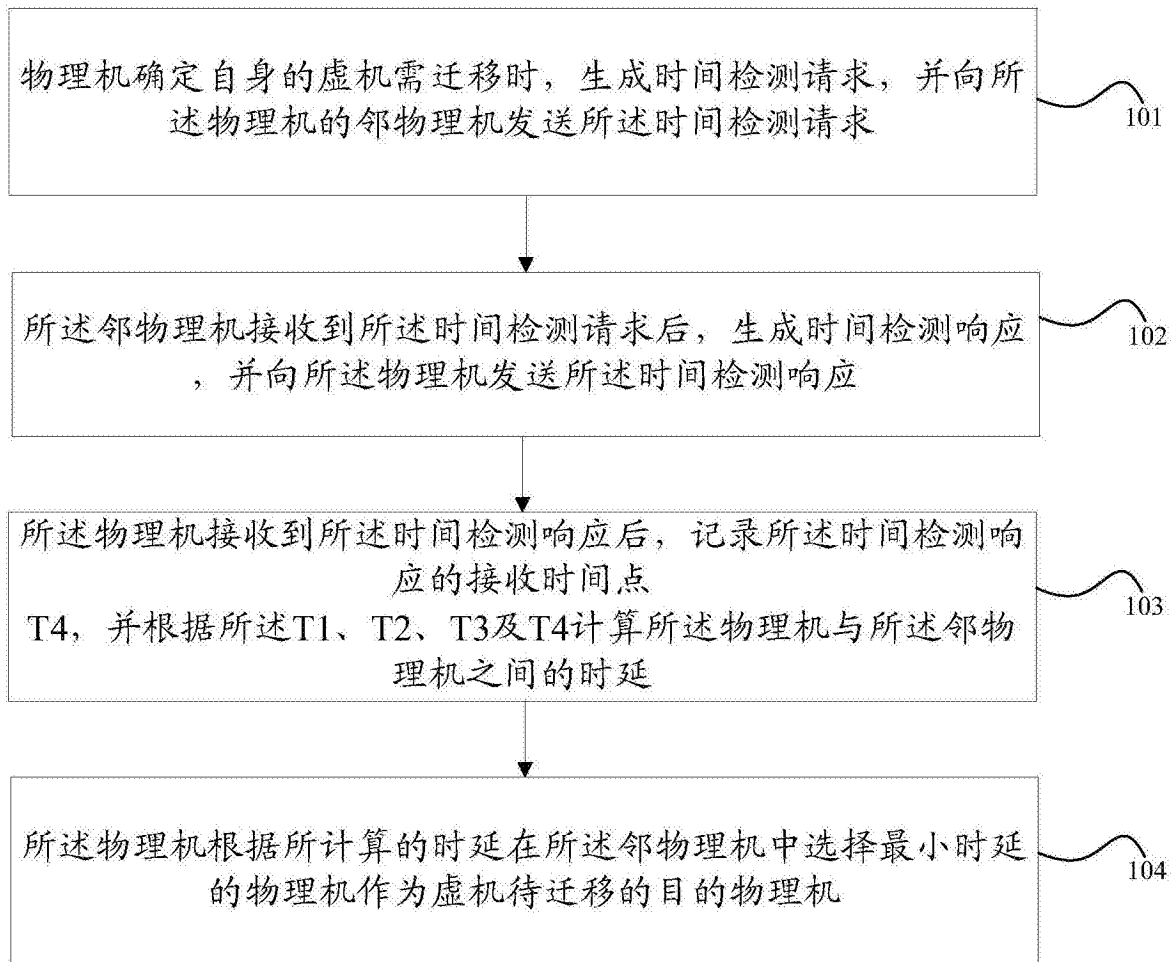 物理机确定自身的虚机需迁移时，生成时间检测请求，并向所
述物理机的邻物理机发送所述时间检测请求
101
所述邻物理机接收到所述时间检测请求后，生成时间检测响应
，并向所述物理机发送所述时间检测响应
102
所述物理机接收到所述时间检测响应后，记录所述时间检测响
应的接收时间点
T4，并根据所述T1、T2、T3及T4计算所述物理机与所述邻物
理机之间的时延
103
所述物理机根据所计算的时延在所述邻物理机中选择最小时延
的物理机作为虚机待迁移的目的物理机
104